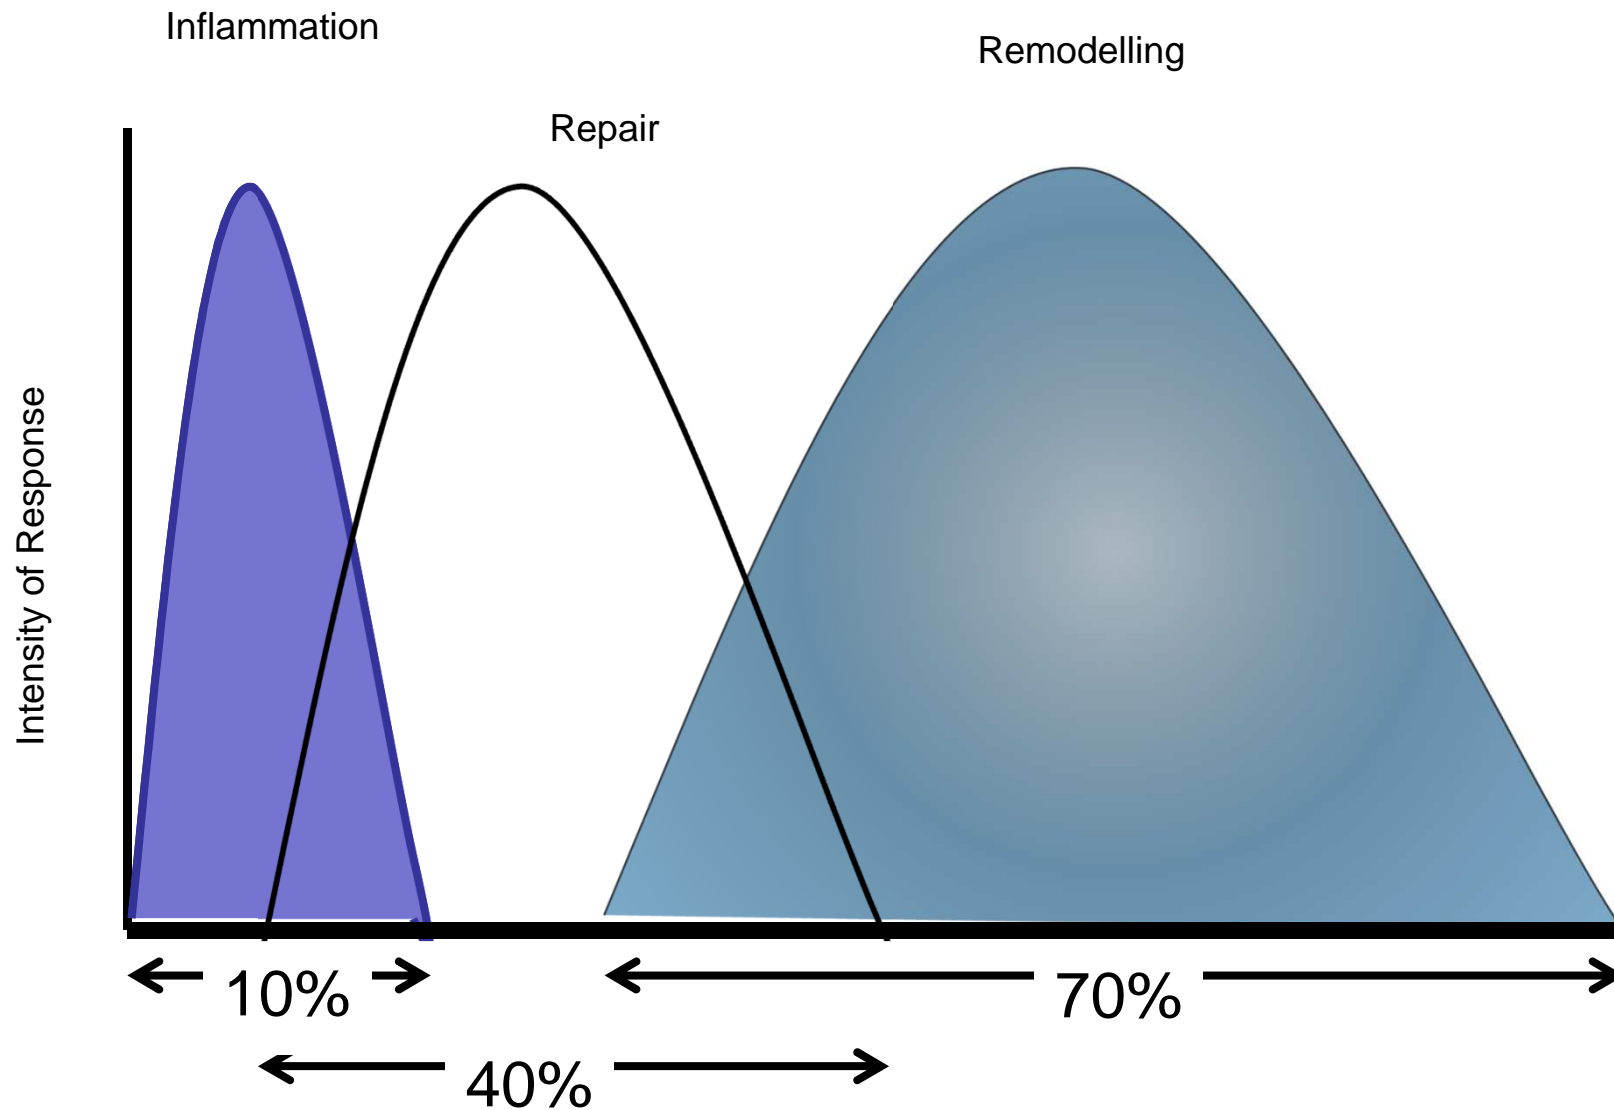 Inflammation
Remodelling
Repair
Intensity of Response
10%
70%
40%